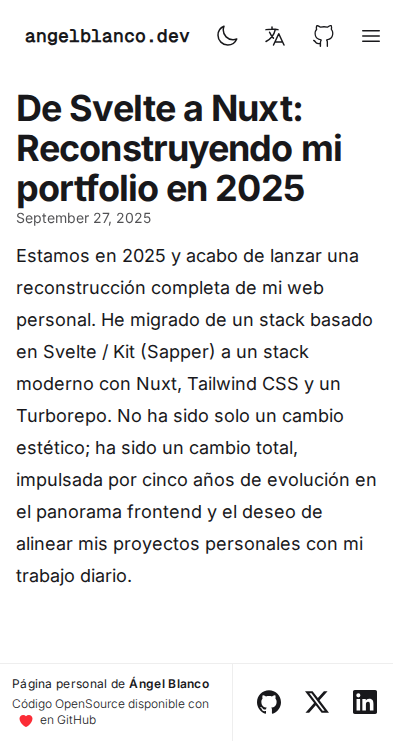 angelblanco.dev
De Svelte a Nuxt:
Reconstruyendo mi
portfolio en 2025
September 27, 2025
Estamos en 2025 y acabo de lanzar una
reconstrucción completa de mi web
personal. He migrado de un stack basado
en Svelte / Kit (Sapper) a un stack
moderno con Nuxt, Tailwind CSS y un
Turborepo. No ha sido solo un cambio
estético; ha sido un cambio total,
impulsada por cinco años de evolución en
el panorama frontend y el deseo de
alinear mis proyectos personales con mi
trabajo diario.
Página personal de Ángel Blanco
Código OpenSource disponible con
en GitHub